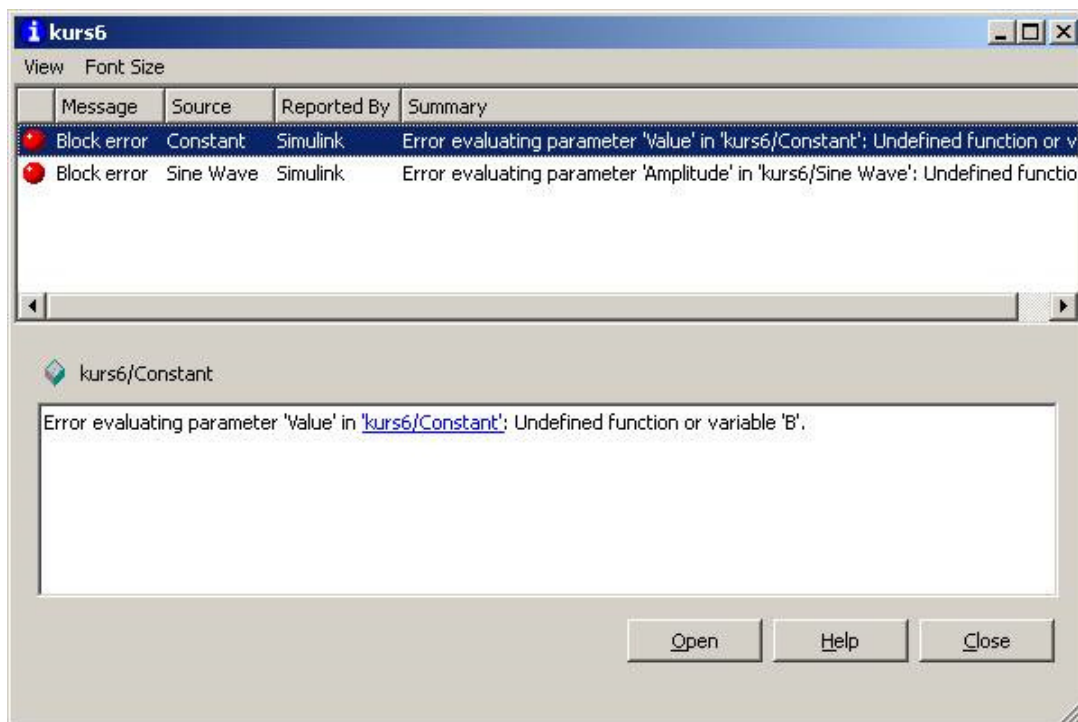 kurs6
View Font Size
Message Source Reported By Summary
Block error Constant Simulink Error evaluating parameter 'Value' in 'kurs6/Constant': Undefined function or v
Block error Sine Wave Simulink Error evaluating parameter 'Amplitude' in 'kurs6/Sine Wave': Undefined functio
kurs6/Constant
Error evaluating parameter 'Value' in 'kurs6/Constant': Undefined function or variable 'B'.
Open Help Close